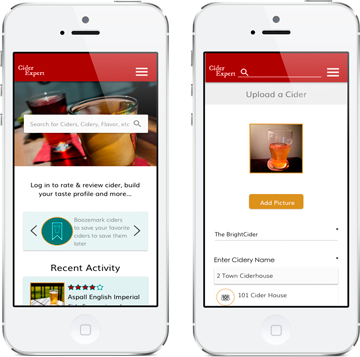 Cider
Expert
Search for Ciders, Cidery, Flavor, etc
Log in to rate & review cider, build
your taste profile and more...
Boozemark ciders
to save your favorite
ciders to save them
later
Recent Activity
Aspall English Imperial
Cider
Expert
Upload a Cider
Add Picture
The BrightCider
Enter Cidery Name
2 Town Ciderhouse
101 Cider House